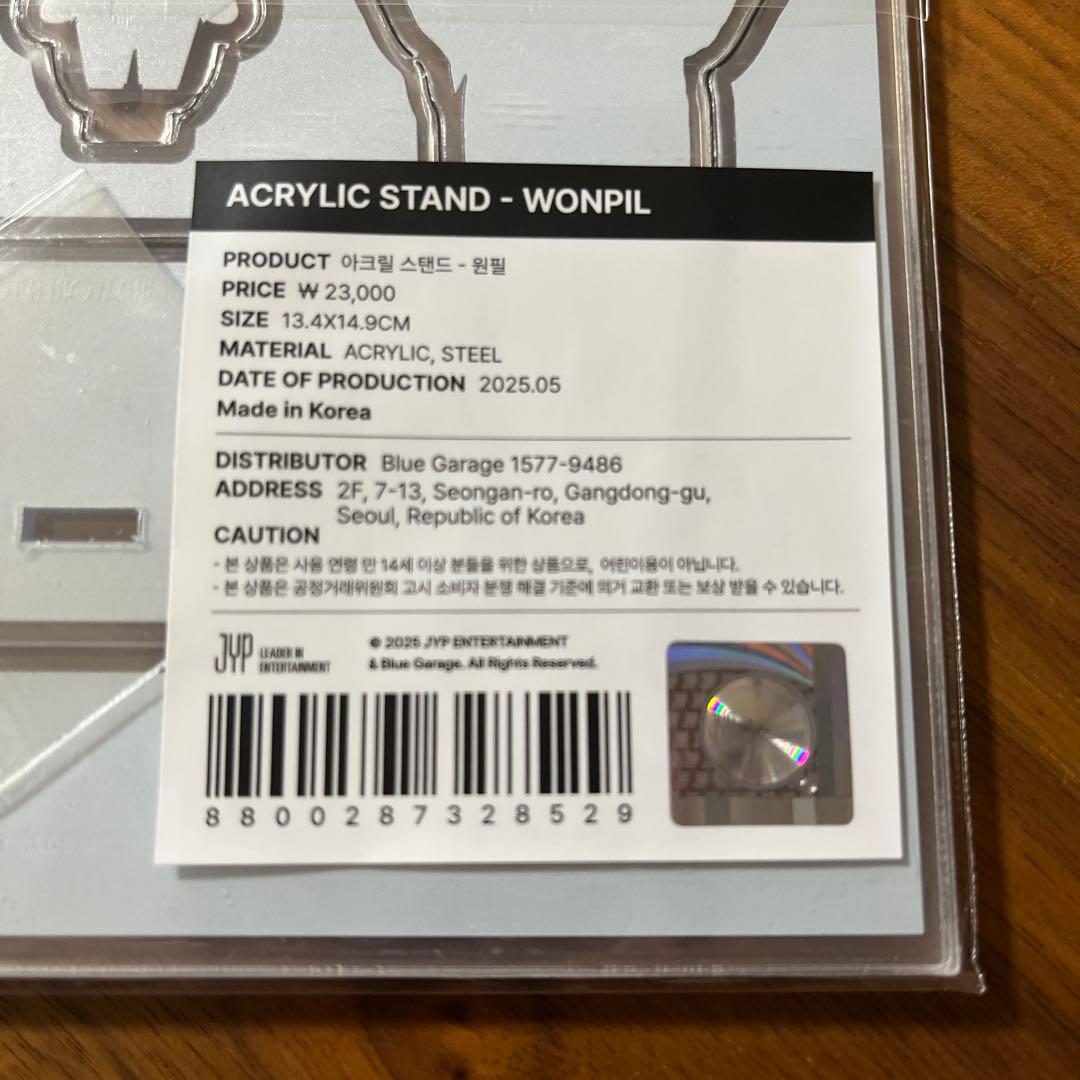 ACRYLIC STAND - WONPIL
PRODUCT 아크릴 스탠드 - 원필
PRICE ₩ 23,000
SIZE 13.4X14.9CM
MATERIAL ACRYLIC, STEEL
DATE OF PRODUCTION 2025.05
Made in Korea
DISTRIBUTOR Blue Garage 1577-9486
ADDRESS 2F, 7-13, Seongan-ro, Gangdong-gu,
Seoul, Republic of Korea
CAUTION
- 본 상품은 사용 연령 만 14세 이상 분들을 위한 상품으로, 어린이용이 아닙니다.
- 본 상품은 공정거래위원회 고시 소비자 분쟁 해결 기준에 의거 교환 또는 보상 받을 수 있습니다.
JYP LEADER IN
ENTERTAINMENT
© 2025 JYP ENTERTAINMENT
& Blue Garage. All Rights Reserved.
8800287328529